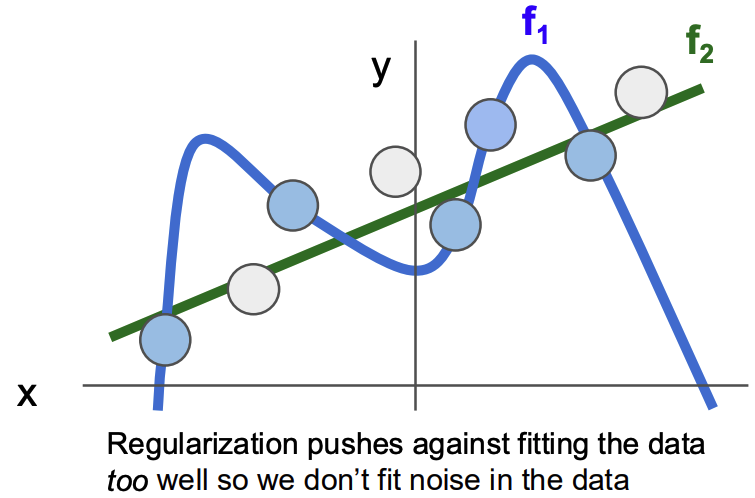 f1
f2
y
x
Regularization pushes against fitting the data
too well so we don’t fit noise in the data